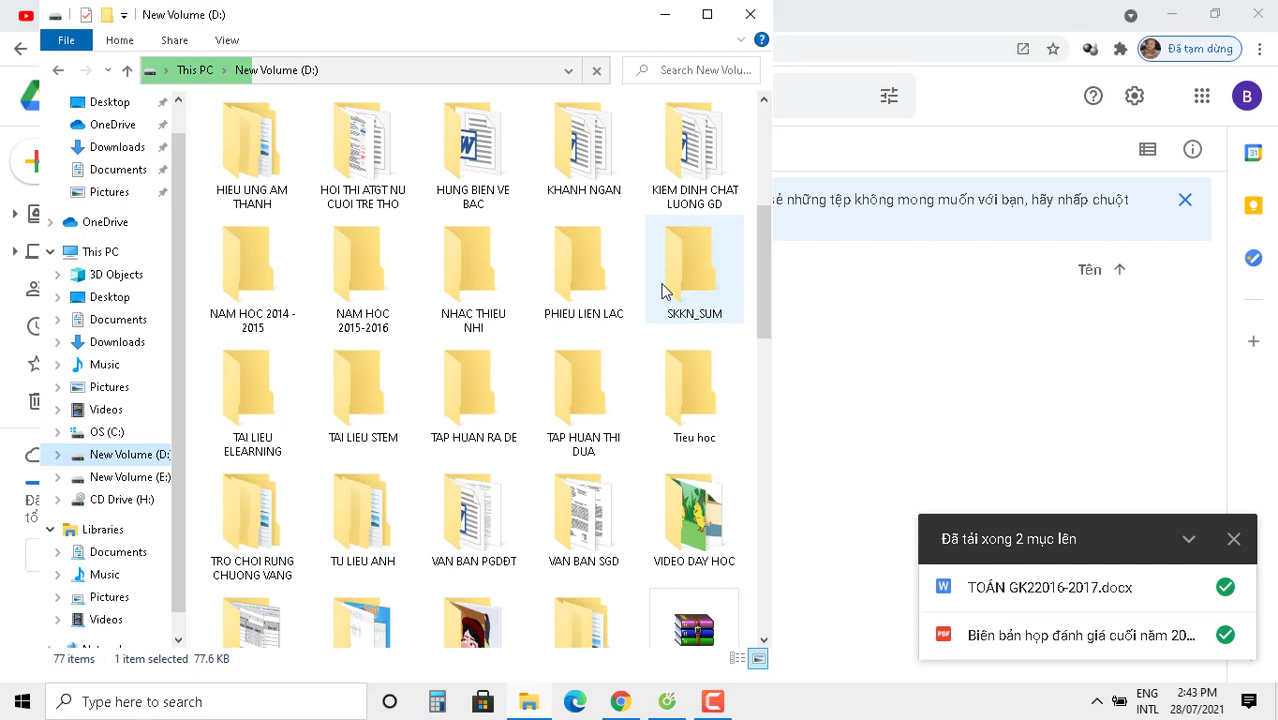 New Volume (D:)
File
Home
Share
View
This PC
New Volume (D:)
Search New Volu...
Đã tạm dừng
B
Desktop
OneDrive
Downloads
Documents
Pictures
OneDrive
This PC
3D Objects
Desktop
Documents
Downloads
Music
Pictures
Videos
OS (C:)
New Volume (D:
New Volume (E:)
CD Drive (H:)
Libraries
Documents
Music
Pictures
Videos
HIEU UNG AM
THANH
HOI THI ATGT NU
CUOI TRE THO
HUNG BIEN VE
BAC
KHANH NGAN
KIEM DINH CHAT
LUONG GD
NAM HOC 2014 -
2015
NAM HOC
2015-2016
NHAC THIEU
NHI
PHIEU LIEN LAC
SKKN_SUM
TAI LIEU
ELEARNING
TAI LIEU STEM
TAP HUAN RA DE
TAP HUAN THI
DUA
Tieu hoc
TRO CHOI RUNG
CHUONG VANG
TU LIEU ANH
VAN BAN PGDĐT
VAN BAN SGD
VIDEO DAY HOC
77 items
1 item selected
77.6 KB
những tệp không mong muốn với bạn, hãy nhấp chuột
Tên
Đã tải xong 2 mục lên
TOÁN GK22016-2017.docx
Biên bản họp đánh giá cuối năm 20...
PDF
W
Type here to search
ENG
INTL
2:43 PM
28/07/2021